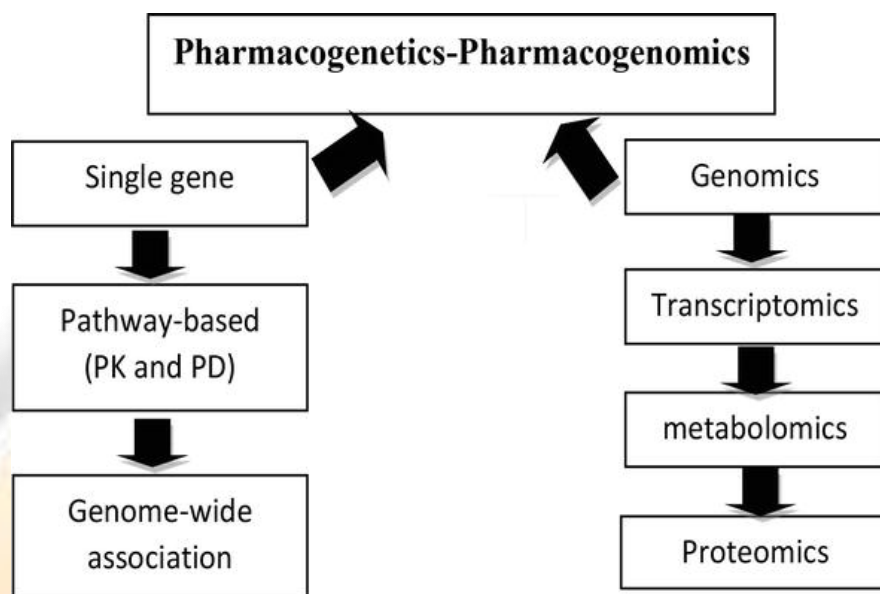 Pharmacogenetics-Pharmacogenomics
Single gene
Pathway-based
(PK and PD)
Genome-wide
association
Genomics
Transcriptomics
metabolomics
Proteomics